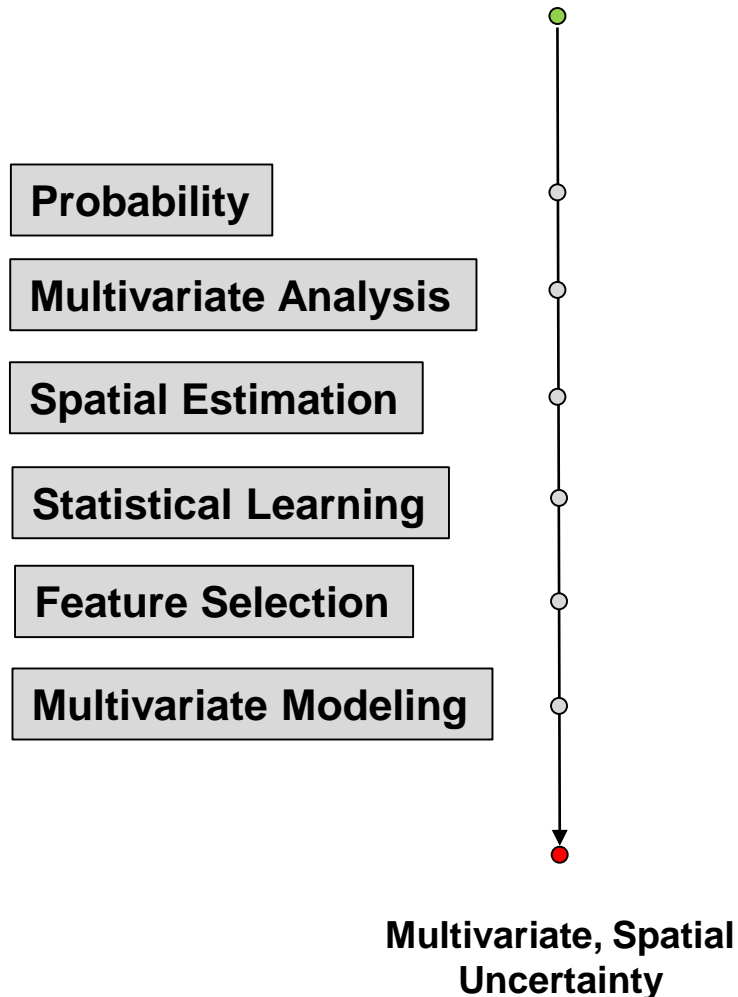 Probability
Multivariate Analysis
Spatial Estimation
Statistical Learning
Feature Selection
Multivariate Modeling
Multivariate, Spatial
Uncertainty